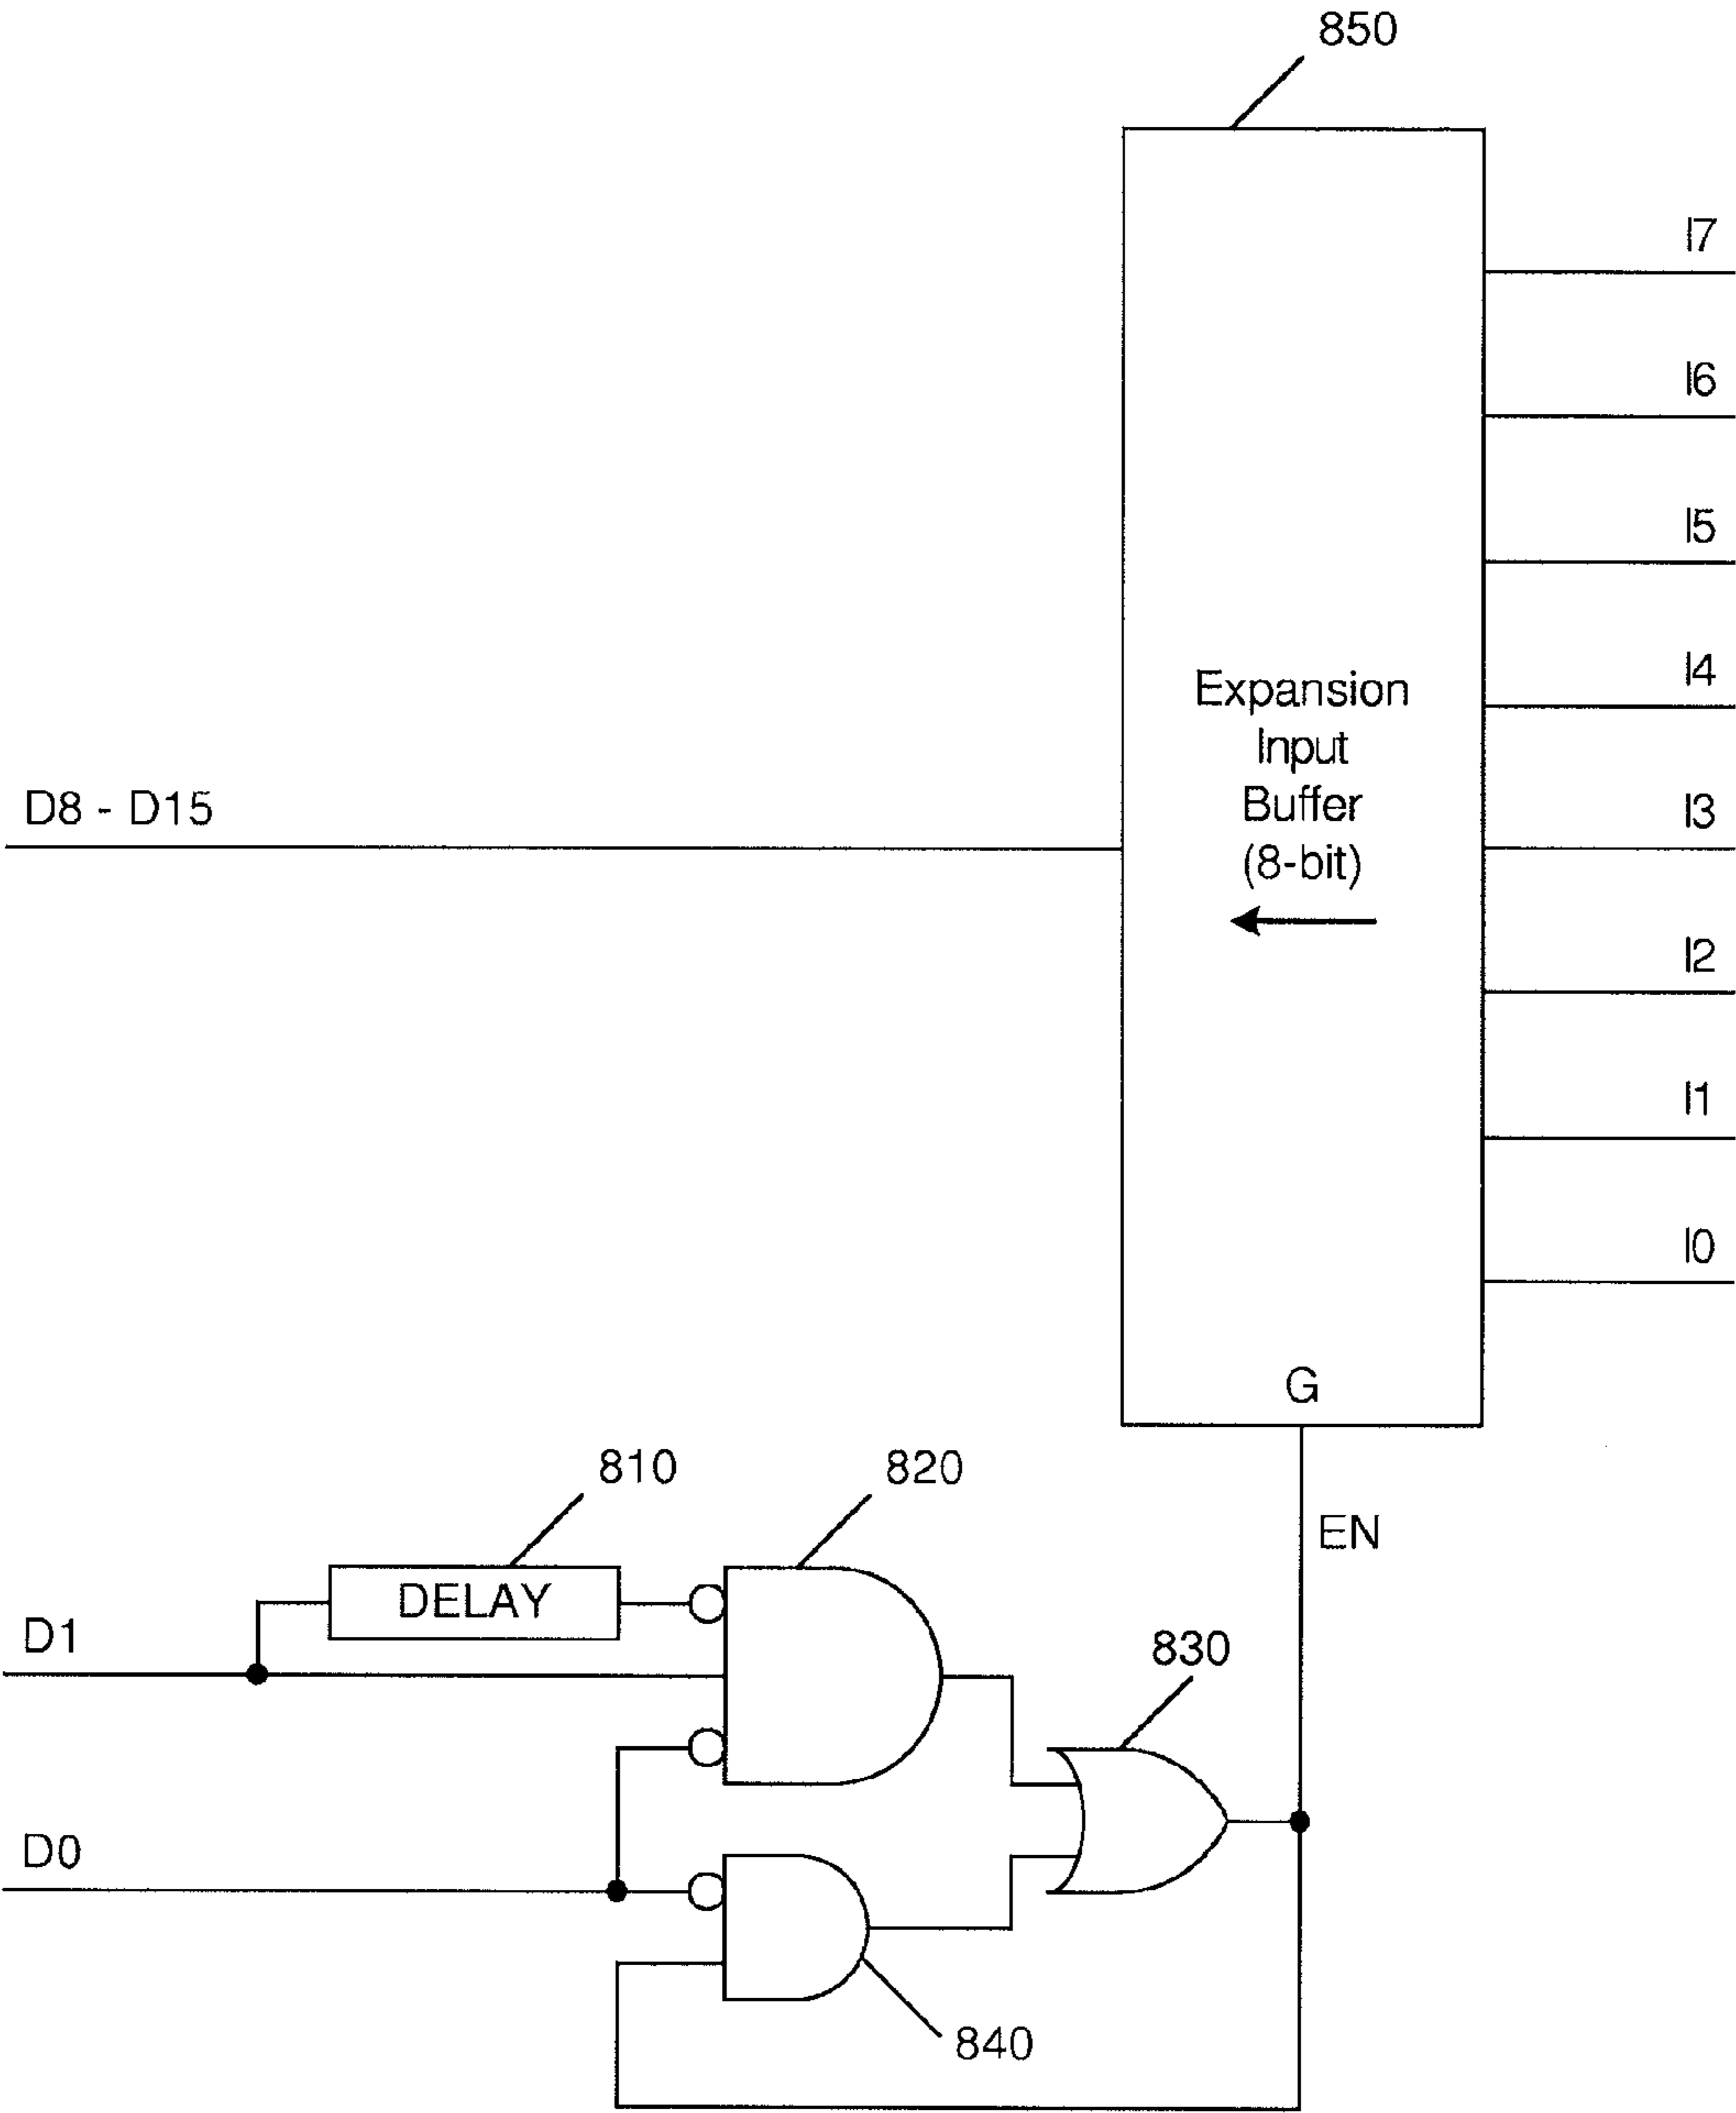 850
I7
I6
I5
I4
Expansion
Input
Buffer
(8-bit)
D8 - D15
I3
I2
I1
I0
G
810
820
EN
DELAY
D1
830
D0
840